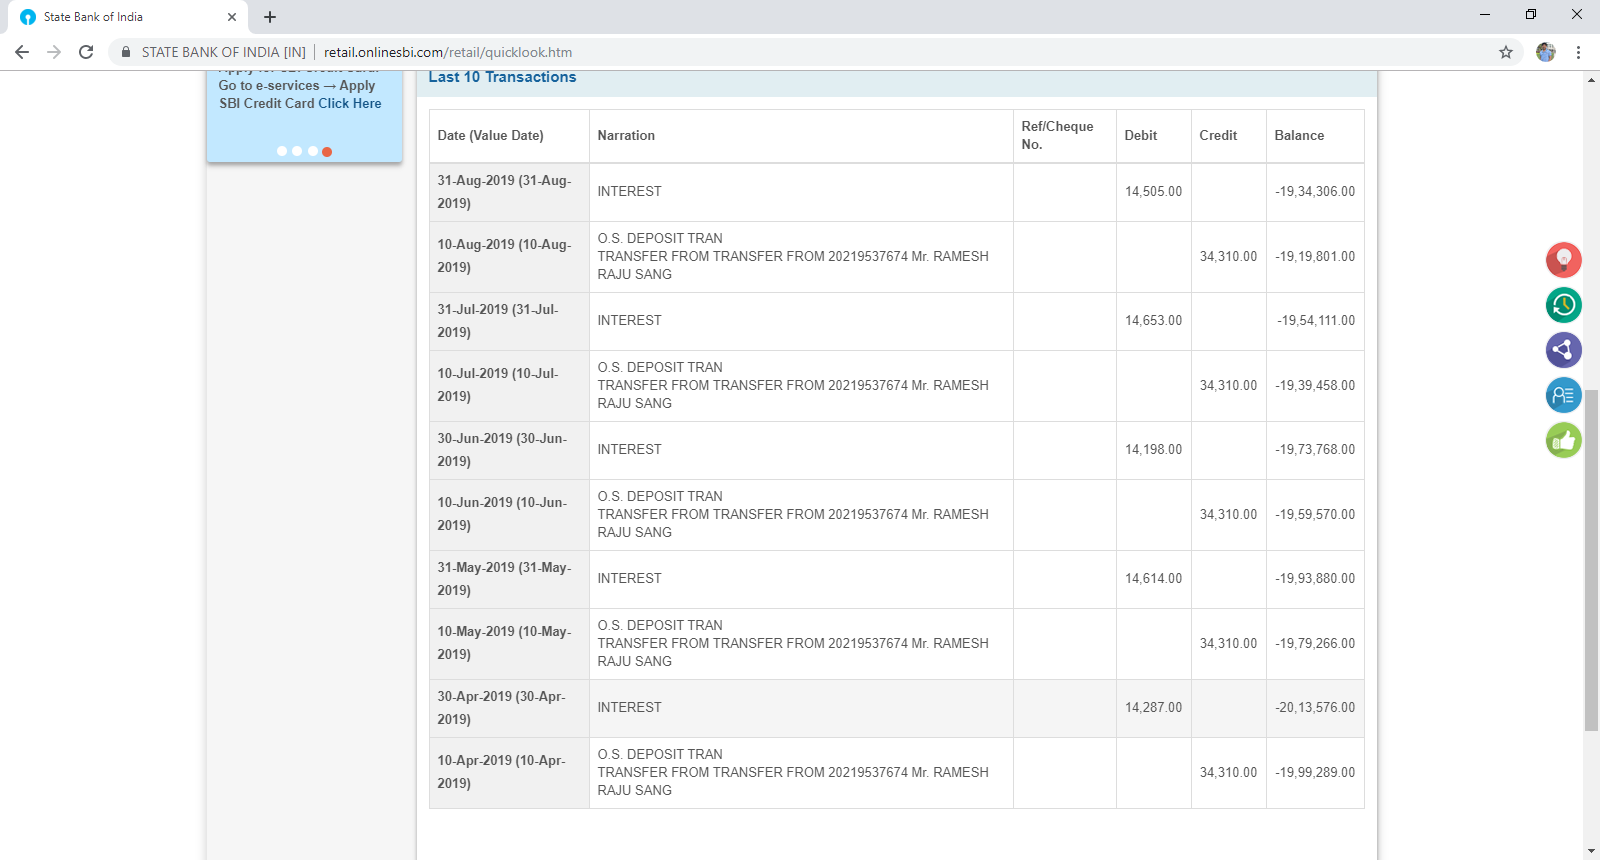 State Bank of India
STATE BANK OF INDIA [IN] retail.onlinesbi.com/retail/quicklook.htm
Apply for SBI Credit Card.
Go to e-services → Apply
SBI Credit Card Click Here
Last 10 Transactions
Date (Value Date) Narration Ref/Cheque No. Debit Credit Balance
31-Aug-2019 (31-Aug-2019) INTEREST 14,505.00 -19,34,306.00
10-Aug-2019 (10-Aug-2019) O.S. DEPOSIT TRAN
TRANSFER FROM TRANSFER FROM 20219537674 Mr. RAMESH
RAJU SANG 34,310.00 -19,19,801.00
31-Jul-2019 (31-Jul-2019) INTEREST 14,653.00 -19,54,111.00
10-Jul-2019 (10-Jul-2019) O.S. DEPOSIT TRAN
TRANSFER FROM TRANSFER FROM 20219537674 Mr. RAMESH
RAJU SANG 34,310.00 -19,39,458.00
30-Jun-2019 (30-Jun-2019) INTEREST 14,198.00 -19,73,768.00
10-Jun-2019 (10-Jun-2019) O.S. DEPOSIT TRAN
TRANSFER FROM TRANSFER FROM 20219537674 Mr. RAMESH
RAJU SANG 34,310.00 -19,59,570.00
31-May-2019 (31-May-2019) INTEREST 14,614.00 -19,93,880.00
10-May-2019 (10-May-2019) O.S. DEPOSIT TRAN
TRANSFER FROM TRANSFER FROM 20219537674 Mr. RAMESH
RAJU SANG 34,310.00 -19,79,266.00
30-Apr-2019 (30-Apr-2019) INTEREST 14,287.00 -20,13,576.00
10-Apr-2019 (10-Apr-2019) O.S. DEPOSIT TRAN
TRANSFER FROM TRANSFER FROM 20219537674 Mr. RAMESH
RAJU SANG 34,310.00 -19,99,289.00